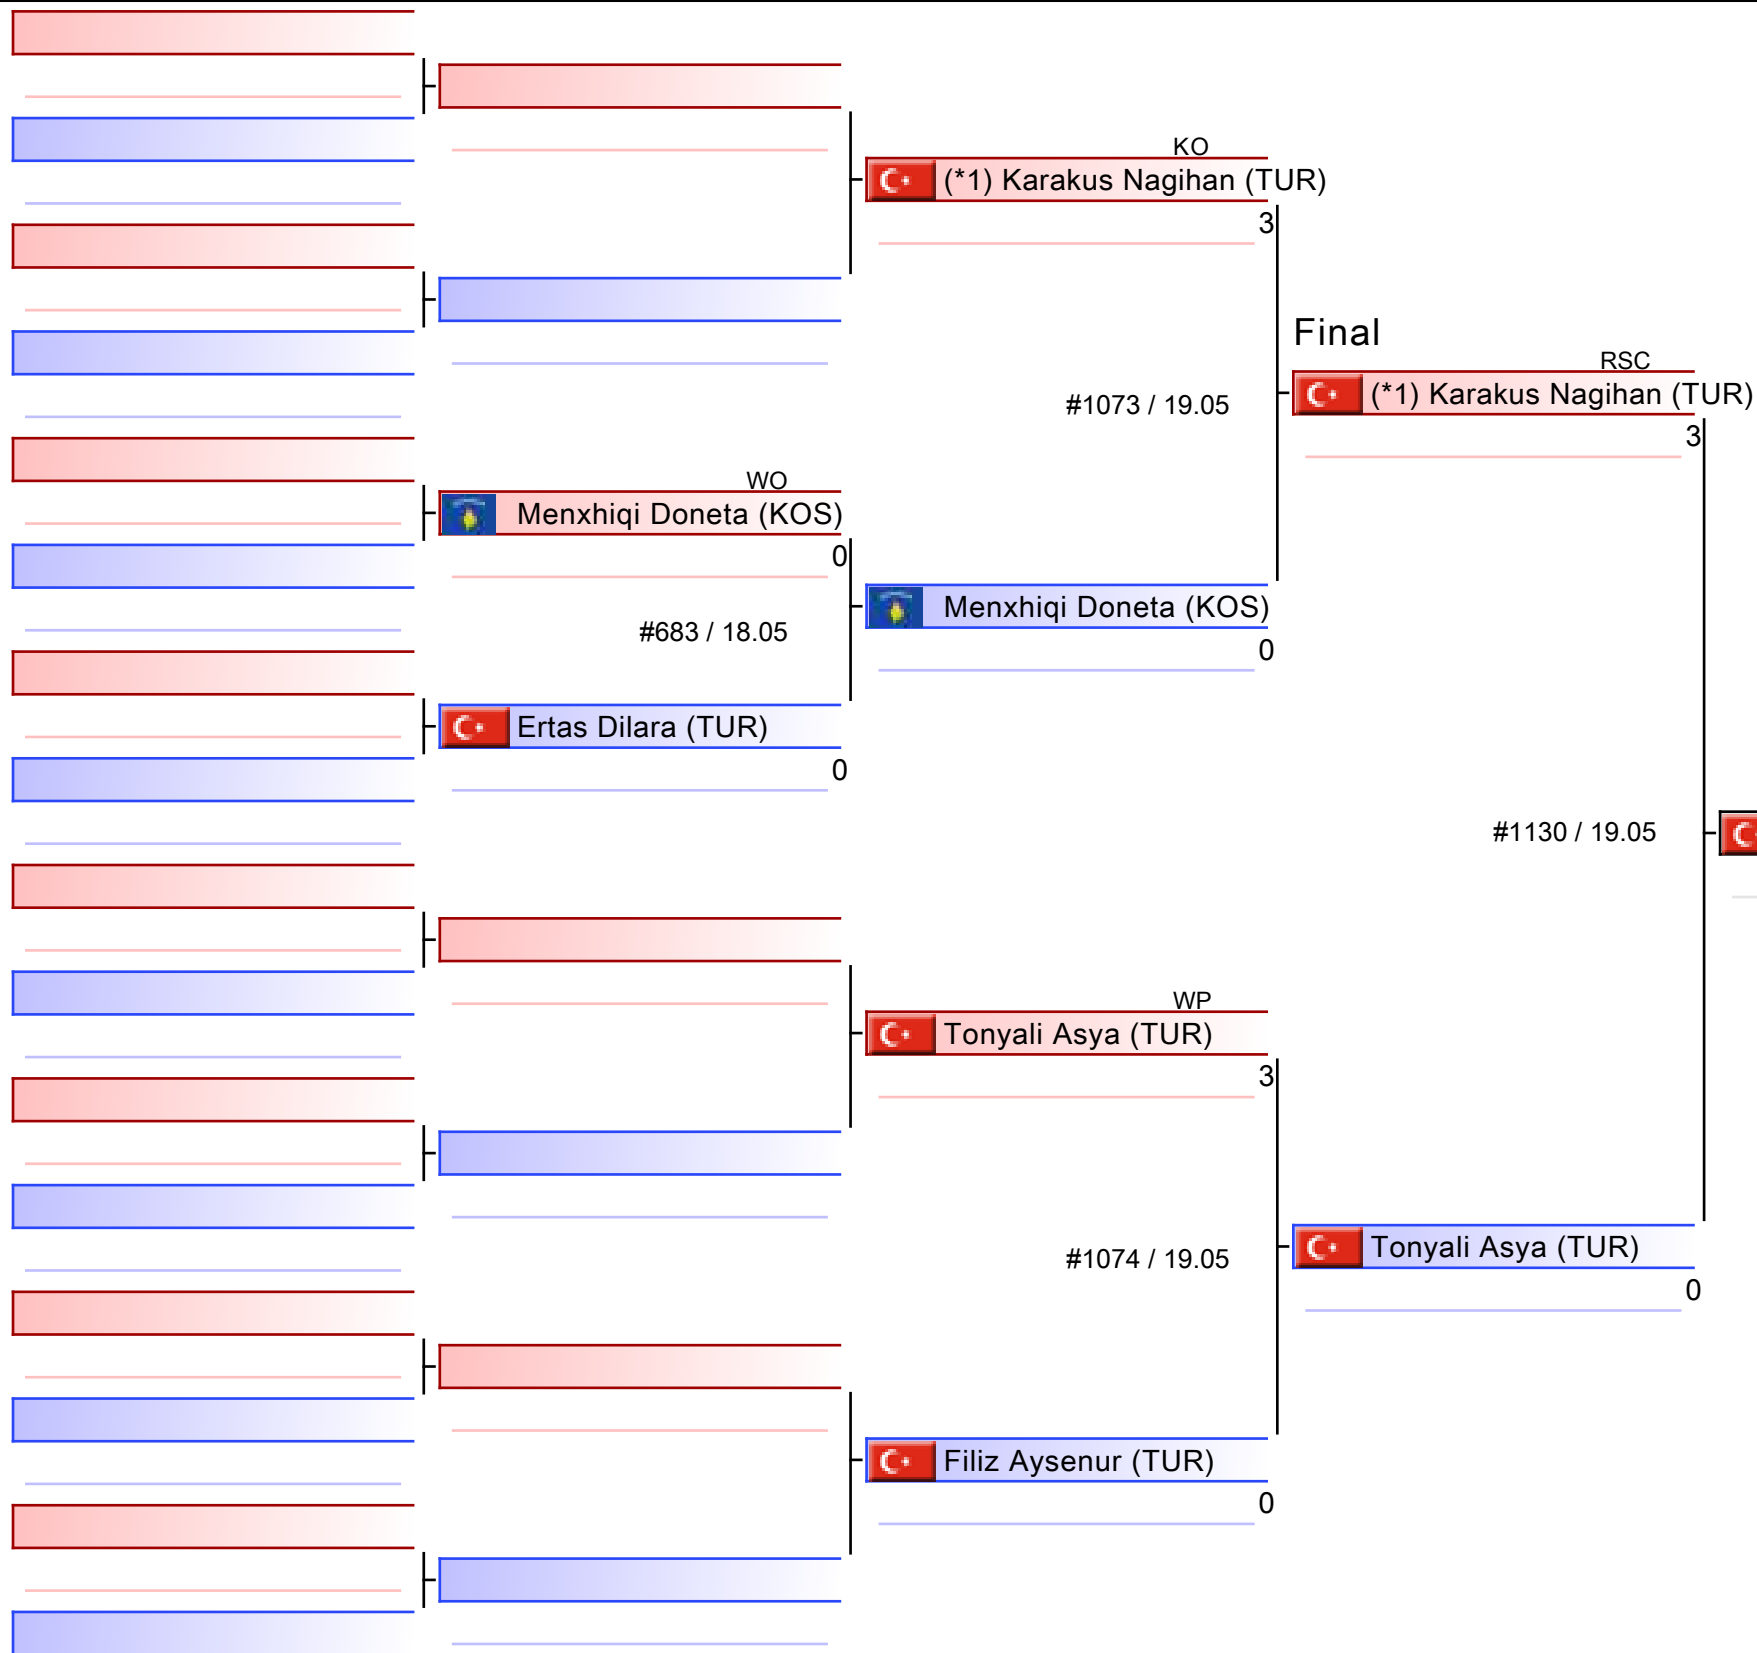 KO
(*1) Karakus Nagihan (TUR)
3
Final
RSC
(*1) Karakus Nagihan (TUR)
3
#1073 / 19.05
WO
Menxhiqi Doneta (KOS)
0
Menxhiqi Doneta (KOS)
0
#683 / 18.05
Ertas Dilara (TUR)
0
#1130 / 19.05
WP
Tonyali Asya (TUR)
3
#1074 / 19.05
Tonyali Asya (TUR)
0
Filiz Aysenur (TUR)
0